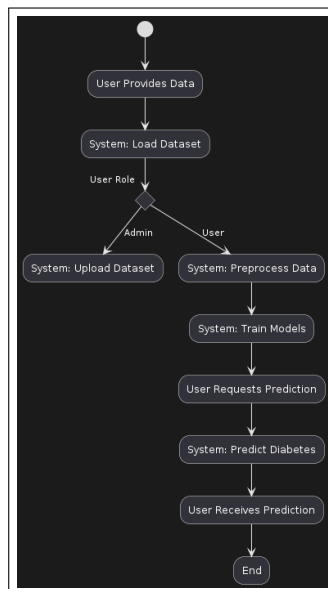 User Provides Data
System: Load Dataset
User Role
Admin
User
System: Upload Dataset
System: Preprocess Data
System: Train Models
User Requests Prediction
System: Predict Diabetes
User Receives Prediction
End